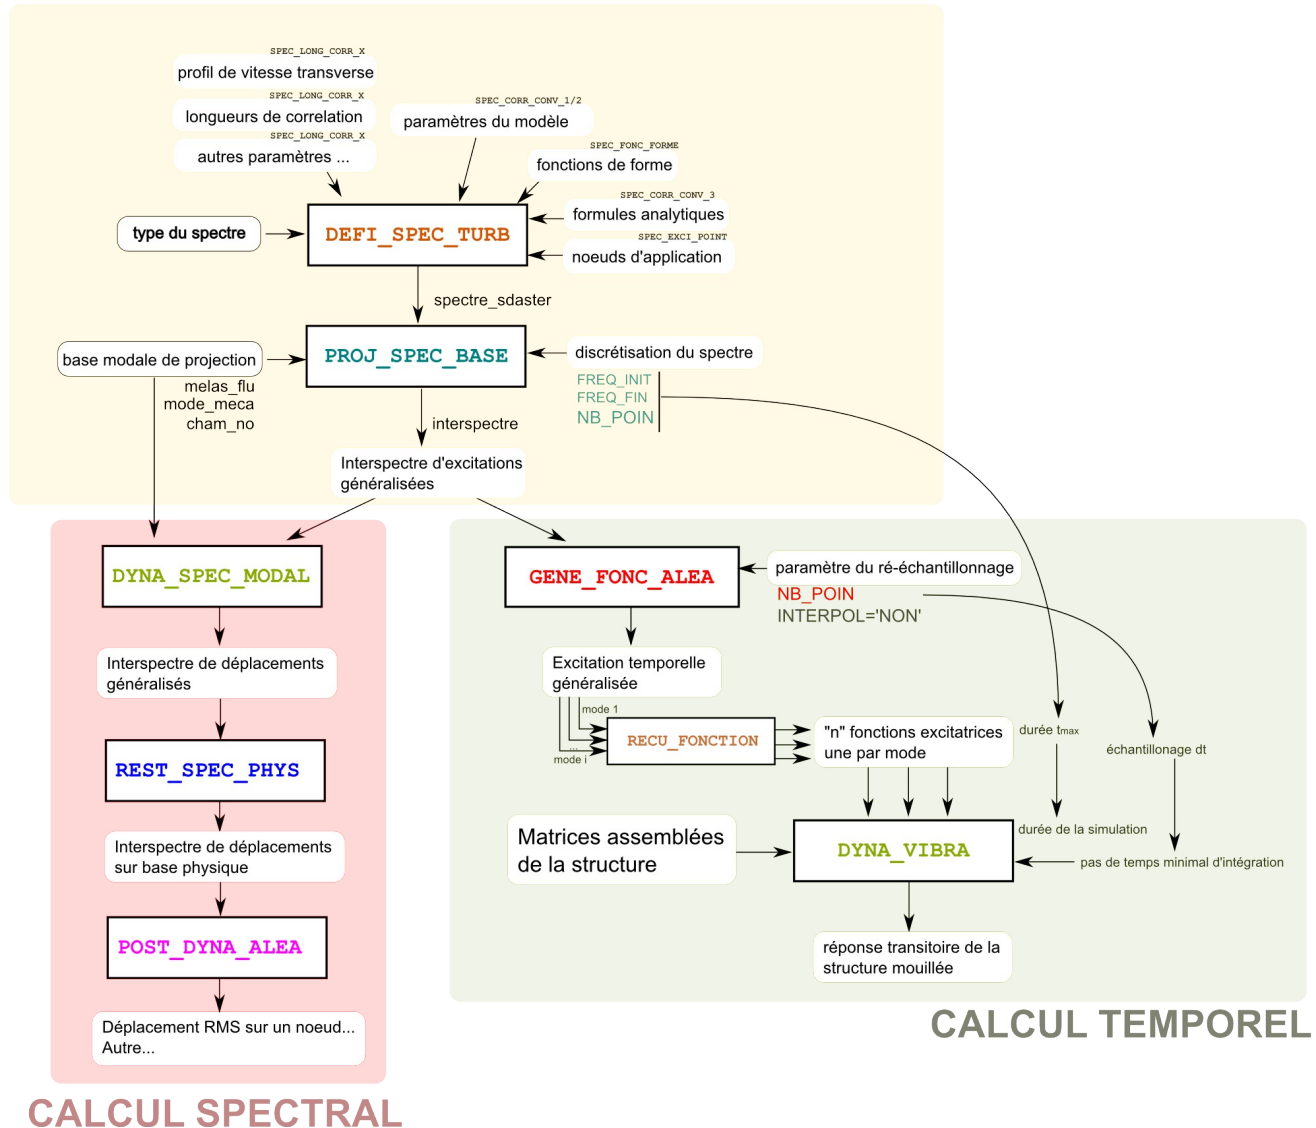 SPEC_LONG_CORR_X
profil de vitesse transverse
SPEC_LONG_CORR_X
longueurs de correlation
SPEC_LONG_CORR_X
autres paramètres ...
SPEC_CORR_CONV_1/2
paramètres du modèle
SPEC_FONC_FORME
fonctions de forme
SPEC_CORR_CONV_3
formules analytiques
SPEC_EXCI_POINT
noeuds d'application
type du spectre
DEFI_SPEC_TURB
spectre_sdaster
base modale de projection
melas_flu
mode_meca
cham_no
PROJ_SPEC_BASE
discrétisation du spectre
FREQ_INIT
FREQ_FIN
NB_POIN
interspectre
Interspectre d'excitations
généralisées
DYNA_SPEC_MODAL
Interspectre de déplacements
généralisés
REST_SPEC_PHYS
Interspectre de déplacements
sur base physique
POST_DYNA_ALEA
Déplacement RMS sur un noeud...
Autre...
CALCUL SPECTRAL
GENE_FONC_ALEA
paramètre du ré-échantillonnage
NB_POIN
INTERPOL='NON'
Excitation temporelle
généralisée
mode 1
...
mode i
RECU_FONCTION
"n" fonctions excitatrices
une par mode
durée tmax
échantillonage dt
Matrices assemblées
de la structure
DYNA_VIBRA
durée de la simulation
pas de temps minimal d'intégration
réponse transitoire de la
structure mouillée
CALCUL TEMPOREL